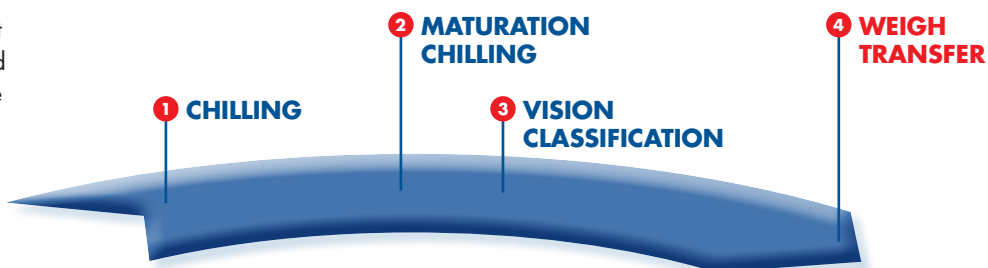 1 CHILLING
2 MATURATION
CHILLING
3 VISION
CLASSIFICATION
4 WEIGH
TRANSFER